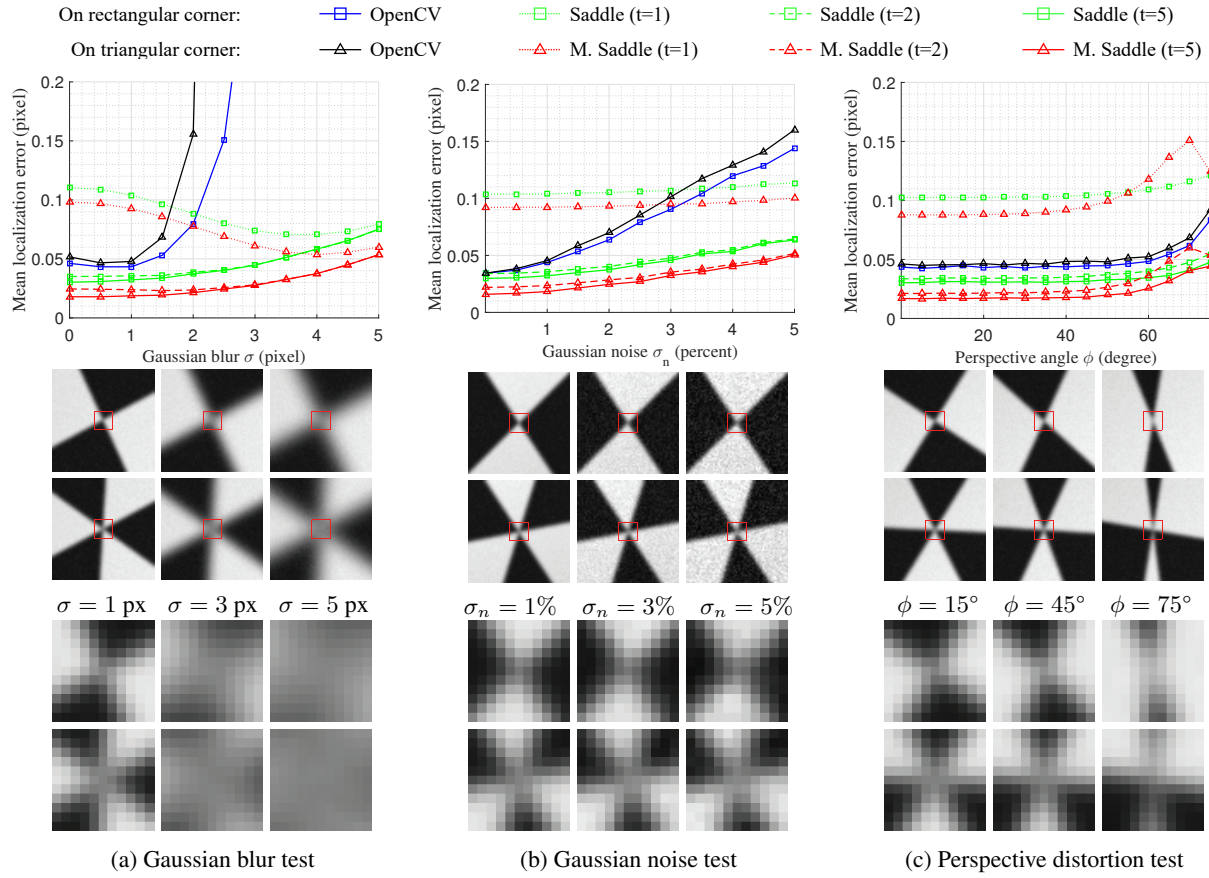 On rectangular corner: OpenCV Saddle (t=1) Saddle (t=2) Saddle (t=5)
On triangular corner: OpenCV M. Saddle (t=1) M. Saddle (t=2) M. Saddle (t=5)
Mean localization error (pixel)
0.2
0.15
0.1
0.05
0
0 1 2 3 4 5
Gaussian blur σ (pixel)
Mean localization error (pixel)
0.2
0.15
0.1
0.05
0
1 2 3 4 5
Gaussian noise σ_n (percent)
Mean localization error (pixel)
0.2
0.15
0.1
0.05
0
20 40 60
Perspective angle ϕ (degree)
σ = 1 px σ = 3 px σ = 5 px
σ_n = 1% σ_n = 3% σ_n = 5%
ϕ = 15° ϕ = 45° ϕ = 75°
(a) Gaussian blur test
(b) Gaussian noise test
(c) Perspective distortion test